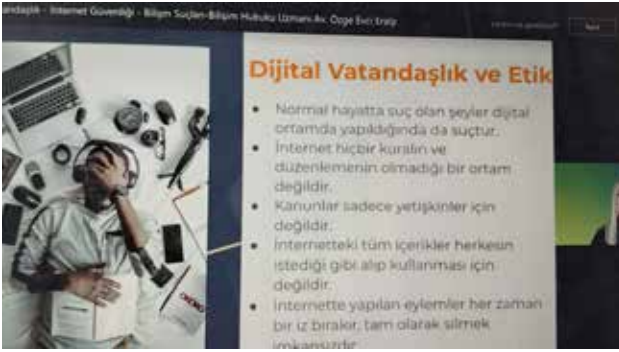 İnternet Güvenliği - Bilişim Suçları-Bilişim Hukuku Uzmanı Av. Özge Evci Eralp
Dijital Vatandaşlık ve Etik
• Normal hayatta suç olan şeyler dijital
ortamda yapıldığında da suçtur.
• İnternet hiçbir kuralın ve
düzenlemenin olmadığı bir ortam
değildir.
• Kanunlar sadece yetişkinler için
değildir.
• İnternetteki tüm içerikler herkesin
istediği gibi alıp kullanması için
değildir.
• İnternette yapılan eylemler her zaman
bir iz bırakır, tam olarak silmek
imkansızdır.